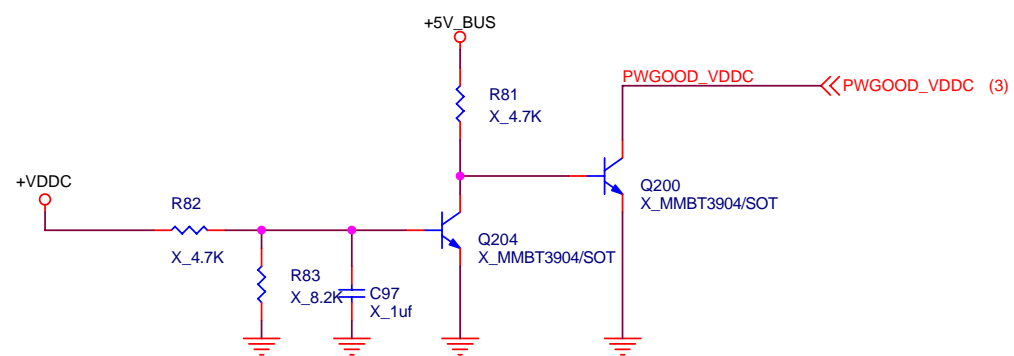 +5V_BUS
PWGOOD_VDDC
PWGOOD_VDDC (3)
R81
X_4.7K
+VDDC
R82
X_4.7K
Q200
X_MMBT3904/SOT
Q204
X_MMBT3904/SOT
R83
X_8.2K
C97
X_1uf